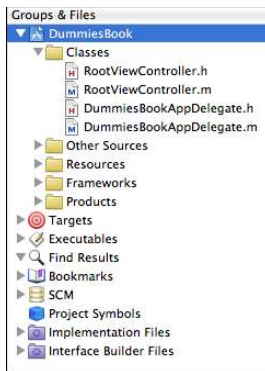 Groups & Files
DummiesBook
Classes
RootViewController.h
RootViewController.m
DummiesBookAppDelegate.h
DummiesBookAppDelegate.m
Other Sources
Resources
Frameworks
Products
Targets
Executables
Find Results
Bookmarks
SCM
Project Symbols
Implementation Files
Interface Builder Files